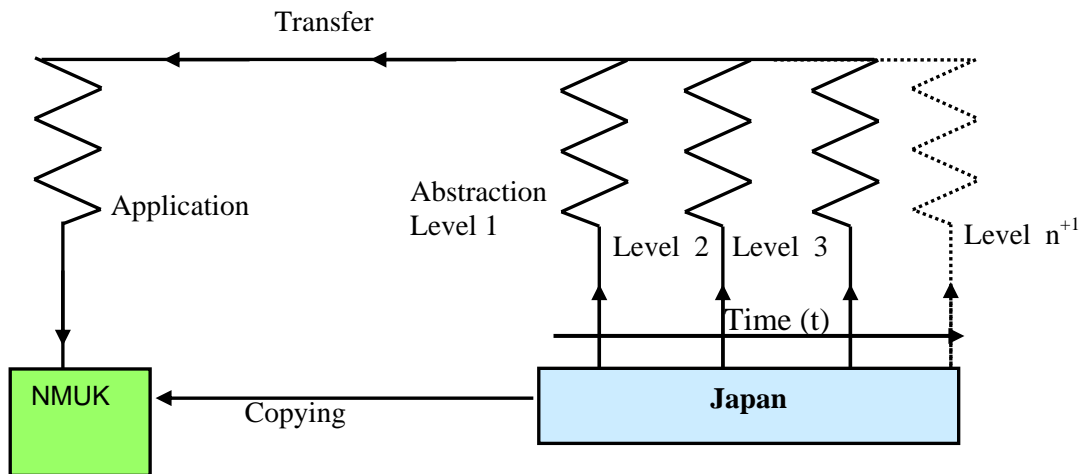 Transfer
Application
Abstraction
Level 1
Level 2
Level 3
Level n+1
Time (t)
NMUK
Copying
Japan